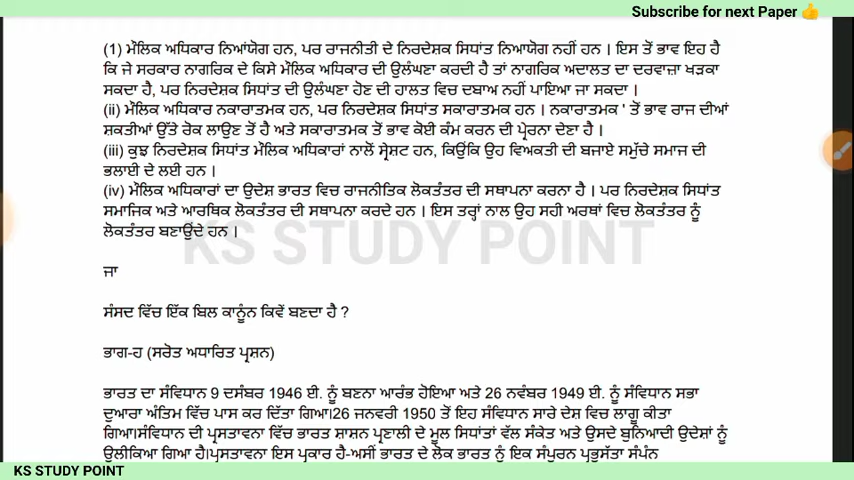 Subscribe for next Paper 👍
(1) ਮੌਲਿਕ ਅਧਿਕਾਰ ਨਿਆਂਯੋਗ ਹਨ, ਪਰ ਰਾਜਨੀਤੀ ਦੇ ਨਿਰਦੇਸ਼ਕ ਸਿਧਾਂਤ ਨਿਆਯੋਗ ਨਹੀਂ ਹਨ | ਇਸ ਤੋਂ ਭਾਵ ਇਹ ਹੈ
ਕਿ ਜੇ ਸਰਕਾਰ ਨਾਗਰਿਕ ਦੇ ਕਿਸੇ ਮੌਲਿਕ ਅਧਿਕਾਰ ਦੀ ਉਲੰਘਣਾ ਕਰਦੀ ਹੈ ਤਾਂ ਨਾਗਰਿਕ ਅਦਾਲਤ ਦਾ ਦਰਵਾਜ਼ਾ ਖੜਕਾ
ਸਕਦਾ ਹੈ, ਪਰ ਨਿਰਦੇਸ਼ਕ ਸਿਧਾਂਤ ਦੀ ਉਲੰਘਣਾ ਹੋਣ ਦੀ ਹਾਲਤ ਵਿਚ ਦਬਾਅ ਨਹੀਂ ਪਾਇਆ ਜਾ ਸਕਦਾ |
(ii) ਮੌਲਿਕ ਅਧਿਕਾਰ ਨਕਾਰਾਤਮਕ ਹਨ, ਪਰ ਨਿਰਦੇਸ਼ਕ ਸਿਧਾਂਤ ਸਕਾਰਾਤਮਕ ਹਨ | ਨਕਾਰਾਤਮਕ ' ਤੋਂ ਭਾਵ ਰਾਜ ਦੀਆਂ
ਸ਼ਕਤੀਆਂ ਉੱਤੇ ਰੋਕ ਲਾਉਣ ਤੋਂ ਹੈ ਅਤੇ ਸਕਾਰਾਤਮਕ ਤੋਂ ਭਾਵ ਕੋਈ ਕੰਮ ਕਰਨ ਦੀ ਪ੍ਰੇਰਨਾ ਦੇਣਾ ਹੈ |
(iii) ਕੁਝ ਨਿਰਦੇਸ਼ਕ ਸਿਧਾਂਤ ਮੌਲਿਕ ਅਧਿਕਾਰਾਂ ਨਾਲੋਂ ਸ੍ਰੇਸ਼ਟ ਹਨ, ਕਿਉਂਕਿ ਉਹ ਵਿਅਕਤੀ ਦੀ ਬਜਾਏ ਸਮੁੱਚੇ ਸਮਾਜ ਦੀ
ਭਲਾਈ ਦੇ ਲਈ ਹਨ |
(iv) ਮੌਲਿਕ ਅਧਿਕਾਰਾਂ ਦਾ ਉਦੇਸ਼ ਭਾਰਤ ਵਿਚ ਰਾਜਨੀਤਿਕ ਲੋਕਤੰਤਰ ਦੀ ਸਥਾਪਨਾ ਕਰਨਾ ਹੈ | ਪਰ ਨਿਰਦੇਸ਼ਕ ਸਿਧਾਂਤ
ਸਮਾਜਿਕ ਅਤੇ ਆਰਥਿਕ ਲੋਕਤੰਤਰ ਦੀ ਸਥਾਪਨਾ ਕਰਦੇ ਹਨ | ਇਸ ਤਰ੍ਹਾਂ ਨਾਲ ਉਹ ਸਹੀ ਅਰਥਾਂ ਵਿਚ ਲੋਕਤੰਤਰ ਨੂੰ
ਲੋਕਤੰਤਰ ਬਣਾਉਂਦੇ ਹਨ |
KS STUDY POINT
ਜਾ
ਸੰਸਦ ਵਿੱਚ ਇੱਕ ਬਿਲ ਕਾਨੂੰਨ ਕਿਵੇਂ ਬਣਦਾ ਹੈ ?
ਭਾਗ-ਹ (ਸਰੋਤ ਅਧਾਰਿਤ ਪ੍ਰਸ਼ਨ)
ਭਾਰਤ ਦਾ ਸੰਵਿਧਾਨ 9 ਦਸੰਬਰ 1946 ਈ. ਨੂੰ ਬਣਨਾ ਆਰੰਭ ਹੋਇਆ ਅਤੇ 26 ਨਵੰਬਰ 1949 ਈ. ਨੂੰ ਸੰਵਿਧਾਨ ਸਭਾ
ਦੁਆਰਾ ਅੰਤਿਮ ਵਿੱਚ ਪਾਸ ਕਰ ਦਿੱਤਾ ਗਿਆ|26 ਜਨਵਰੀ 1950 ਤੋਂ ਇਹ ਸੰਵਿਧਾਨ ਸਾਰੇ ਦੇਸ਼ ਵਿਚ ਲਾਗੂ ਕੀਤਾ
ਗਿਆ|ਸੰਵਿਧਾਨ ਦੀ ਪ੍ਰਸਤਾਵਨਾ ਵਿੱਚ ਭਾਰਤ ਸ਼ਾਸ਼ਨ ਪ੍ਰਣਾਲੀ ਦੇ ਮੂਲ ਸਿਧਾਂਤਾਂ ਵੱਲ ਸੰਕੇਤ ਅਤੇ ਉਸਦੇ ਬੁਨਿਆਦੀ ਉਦੇਸ਼ਾਂ ਨੂੰ
ਉਲੀਕਿਆ ਗਿਆ ਹੈ|ਪ੍ਰਸਤਾਵਨਾ ਇਸ ਪ੍ਰਕਾਰ ਹੈ-ਅਸੀਂ ਭਾਰਤ ਦੇ ਲੋਕ ਭਾਰਤ ਨੂੰ ਇਕ ਸੰਪੂਰਨ ਪ੍ਰਭੁਸੱਤਾ ਸੰਪੰਨ
KS STUDY POINT